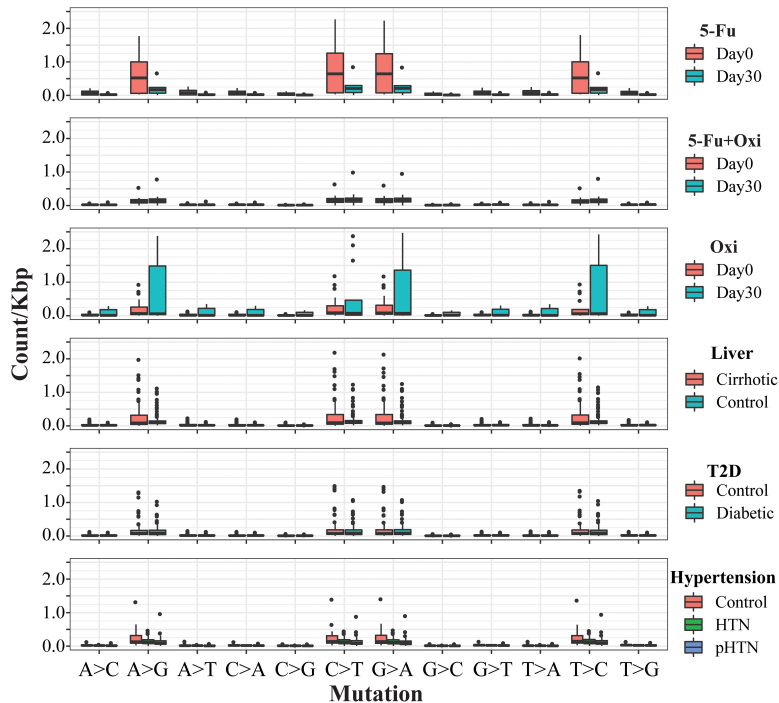 2.0
1.0
0.0
5-Fu
Day0
Day30
2.0
1.0
0.0
5-Fu+Oxi
Day0
Day30
2.0
1.0
0.0
Oxi
Day0
Day30
Count/Kbp
2.0
1.0
0.0
Liver
Cirrhotic
Control
2.0
1.0
0.0
T2D
Control
Diabetic
2.0
1.0
0.0
Hypertension
Control
HTN
pHTN
A>C A>G A>T C>A C>G C>T G>A G>C G>T T>A T>C T>G
Mutation